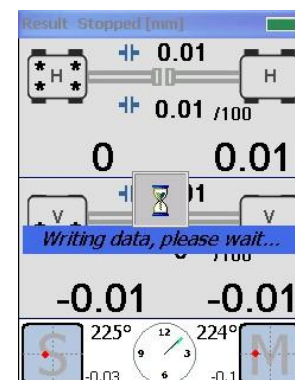 Result Stopped [mm]
0.01
H H
0.01 /100
0 0.01
V V
Writing data, please wait...
-0.01 -0.01
225° 12 224°
9 3
S M
-0.03 6 -0.1